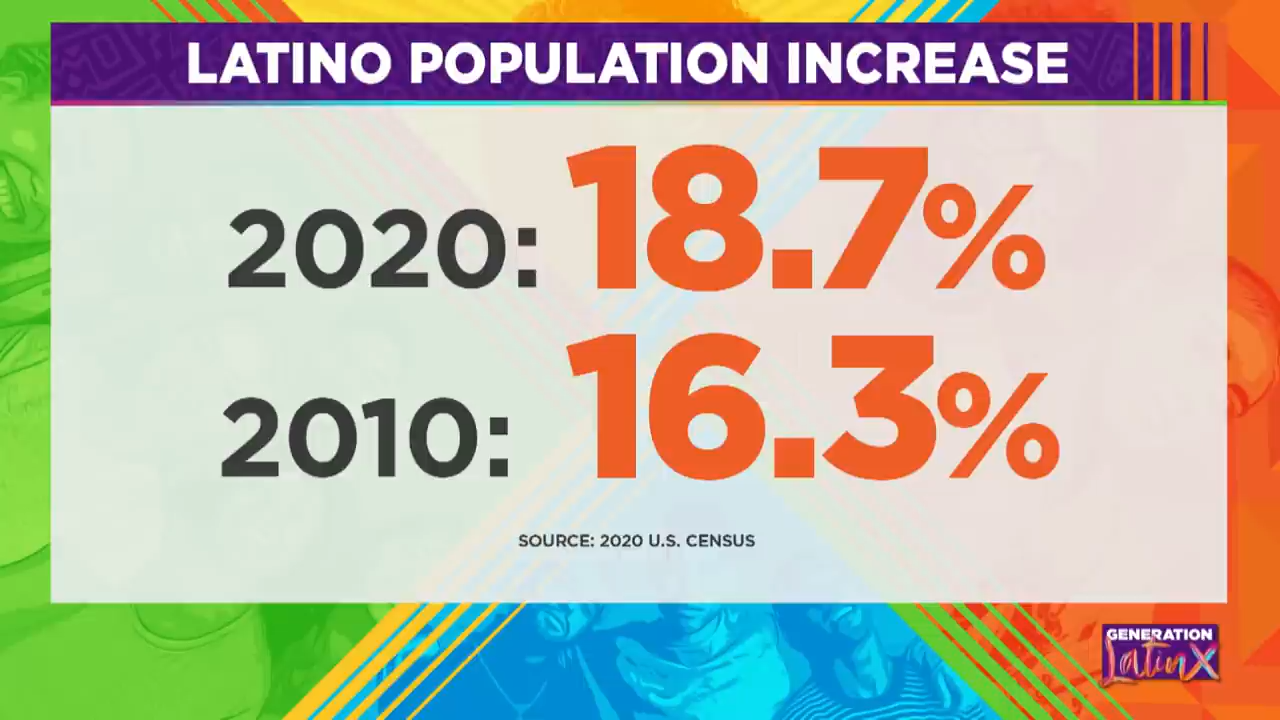 LATINO POPULATION INCREASE
2020: 18.7%
2010: 16.3%
SOURCE: 2020 U.S. CENSUS
GENERATION
LatinX